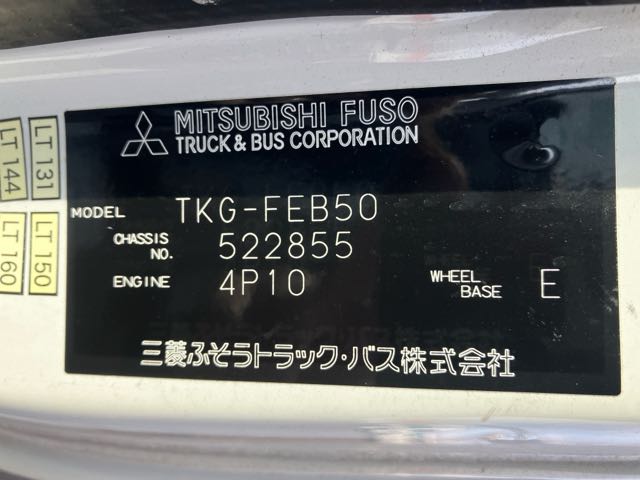 MITSUBISHI FUSO
TRUCK & BUS CORPORATION
LT 144
LT 131
LT 160
LT 150
MODEL TKG-FEB50
CHASSIS NO. 522855
ENGINE 4P10
WHEEL BASE E
三菱ふそうトラック・バス株式会社